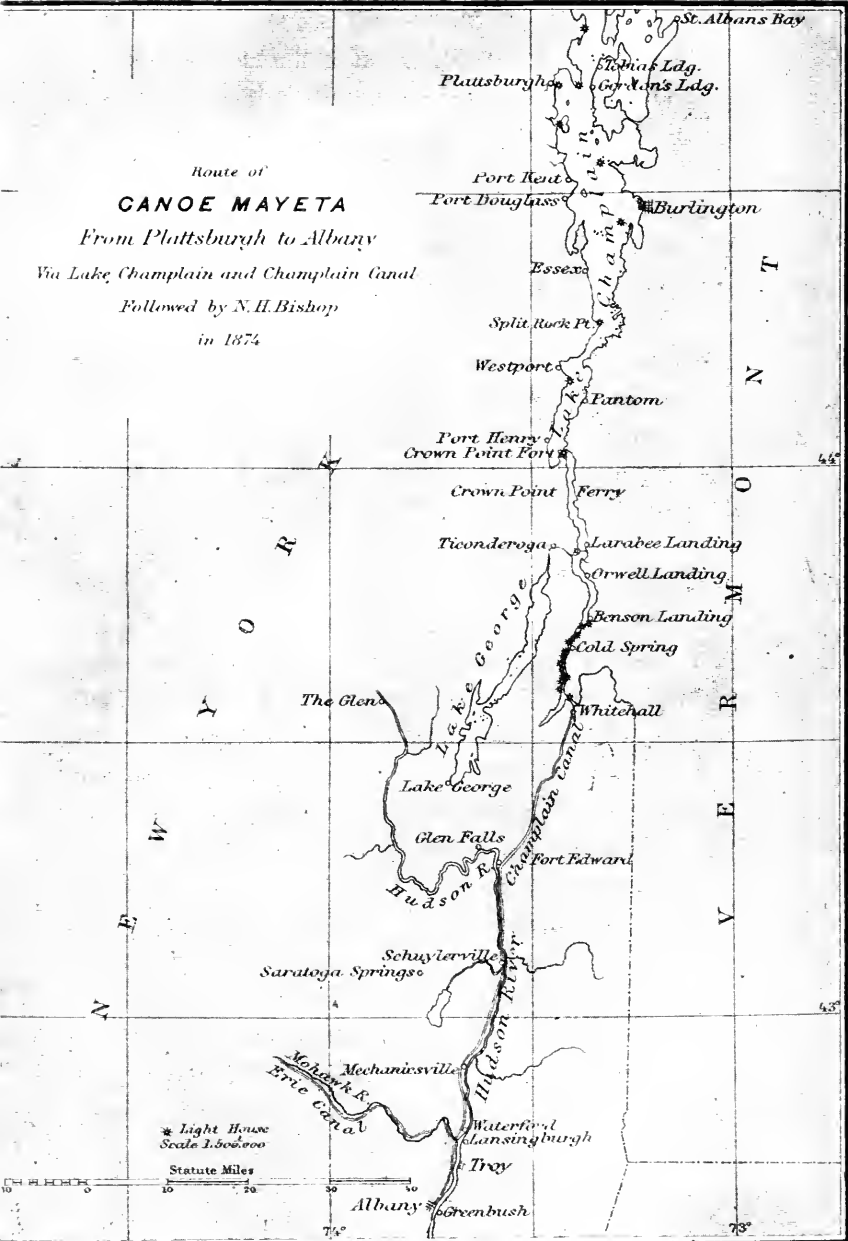 St. Albans Bay
Tobias Ldg.
Plattsburgh
Gordon's Ldg.
Route of
CANOE MAYETA
From Plattsburgh to Albany
Via Lake Champlain and Champlain Canal
Followed by N. H. Bishop
in 1874
Port Kent
Port Douglass
Burlington
Lake Champlain
Essex
Split Rock Pt.
Westport
Pantom
Port Henry
Crown Point Fort
44°
Crown Point Ferry
Ticonderoga
Larabee Landing
Orwell Landing
Benson Landing
Cold Spring
Lake George
The Glen
Whitehall
Champlain Canal
Lake George
Glen Falls
Fort Edward
Hudson R.
Schuylerville
Saratoga Springs
43°
Hudson River
Mechanicsville
Mohawk R.
Erie Canal
Waterford
Lansingburgh
Troy
Albany
Greenbush
NEW YORK
VERMONT
Light House
Scale 1.500.000
Statute Miles
10 0 10 20 30 40
74°
73°